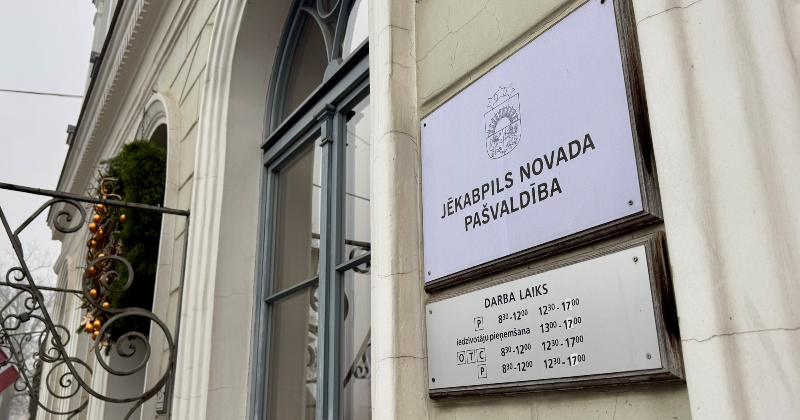 JĒKABPILS NOVADA
PAŠVALDĪBA
DARBA LAIKS
P 8³⁰-12⁰⁰ 12³⁰-17⁰⁰
iedzīvotāju pieņemšana 13⁰⁰-17⁰⁰
O T C 8³⁰-12⁰⁰ 12³⁰-17⁰⁰
P 8³⁰-12⁰⁰ 12³⁰-17⁰⁰